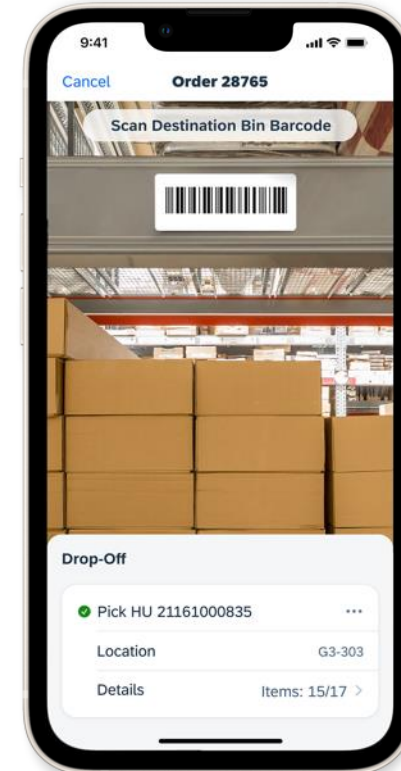 9:41
Cancel Order 28765
Scan Destination Bin Barcode
Drop-Off
Pick HU 21161000835 ...
Location G3-303
Details Items: 15/17 >